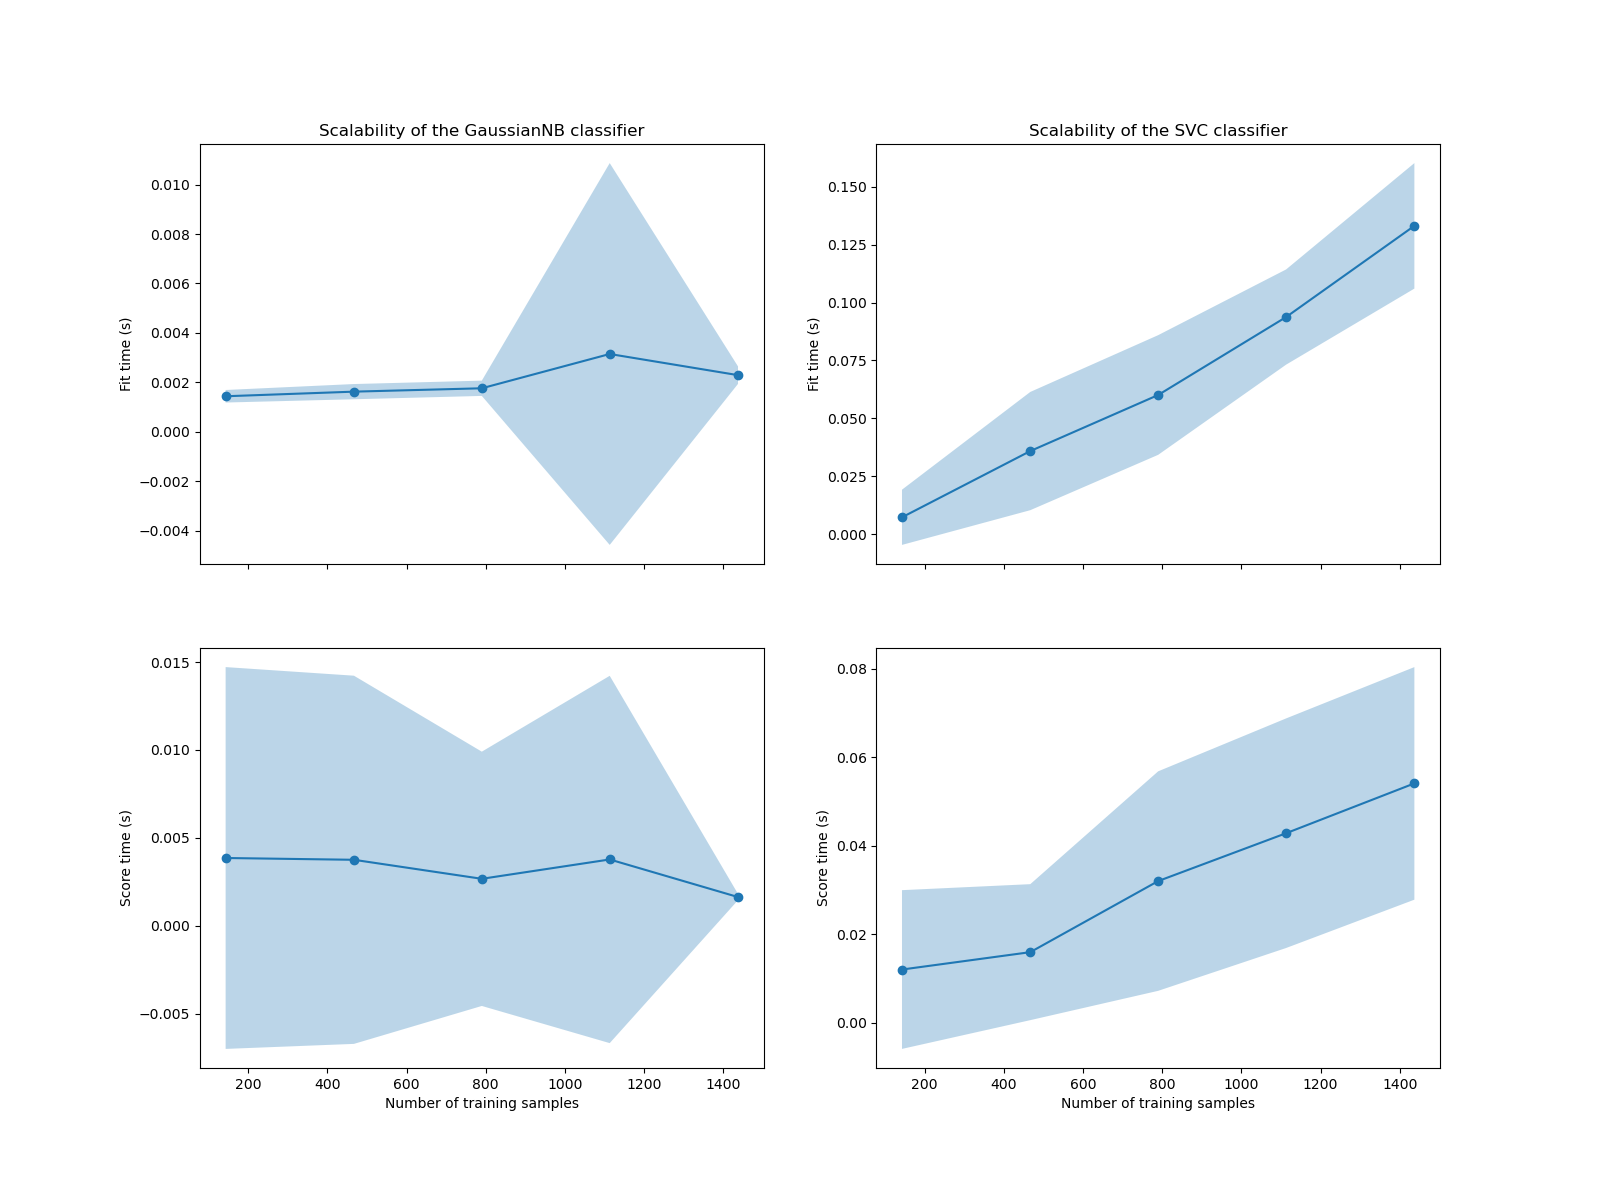 Scalability of the GaussianNB classifier
0.010
0.008
0.006
0.004
0.002
0.000
−0.002
−0.004
Fit time (s)
Scalability of the SVC classifier
0.150
0.125
0.100
0.075
0.050
0.025
0.000
Fit time (s)
0.015
0.010
0.005
0.000
−0.005
Score time (s)
200 400 600 800 1000 1200 1400
Number of training samples
0.08
0.06
0.04
0.02
0.00
Score time (s)
200 400 600 800 1000 1200 1400
Number of training samples